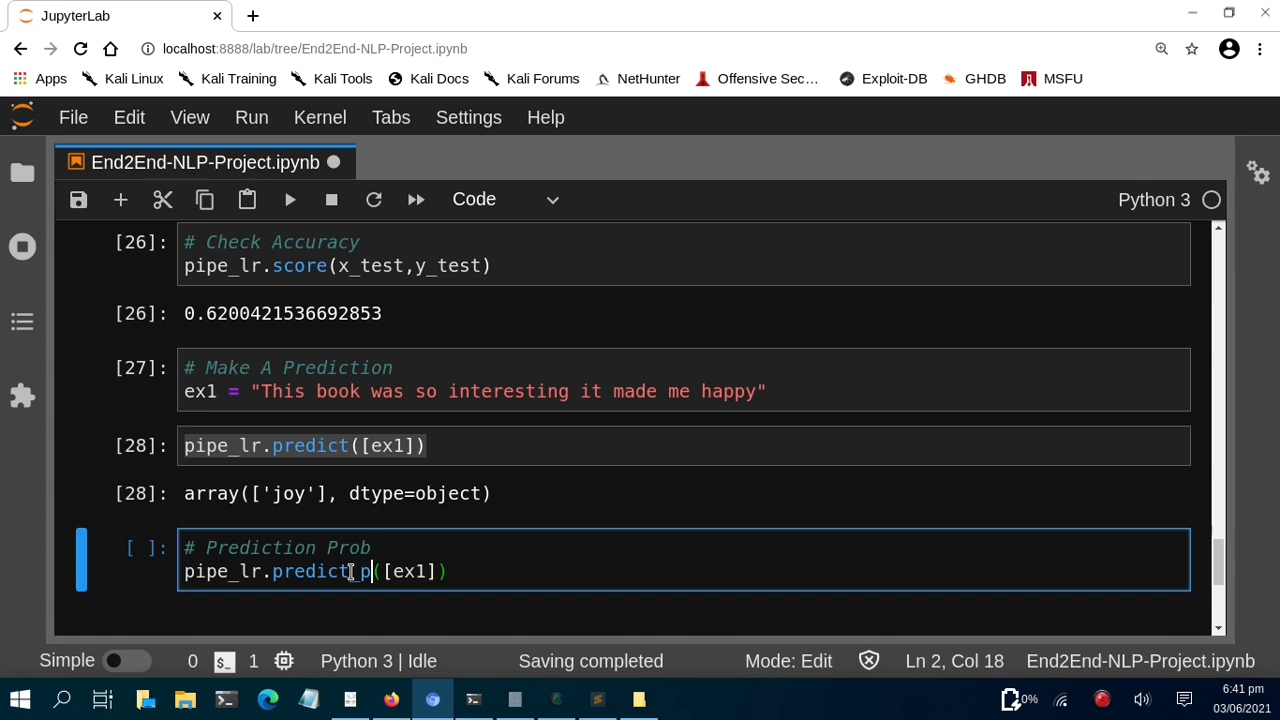 JupyterLab
localhost:8888/lab/tree/End2End-NLP-Project.ipynb
Apps Kali Linux Kali Training Kali Tools Kali Docs Kali Forums NetHunter Offensive Sec... Exploit-DB GHDB MSFU
File Edit View Run Kernel Tabs Settings Help
End2End-NLP-Project.ipynb
Code Python 3
[26]: # Check Accuracy
pipe_lr.score(x_test,y_test)
[26]: 0.6200421536692853
[27]: # Make A Prediction
ex1 = "This book was so interesting it made me happy"
[28]: pipe_lr.predict([ex1])
[28]: array(['joy'], dtype=object)
[ ]: # Prediction Prob
pipe_lr.predict_p([ex1])
Simple 0 $_ 1 Python 3 | Idle Saving completed Mode: Edit Ln 2, Col 18 End2End-NLP-Project.ipynb
0% 6:41 pm
03/06/2021